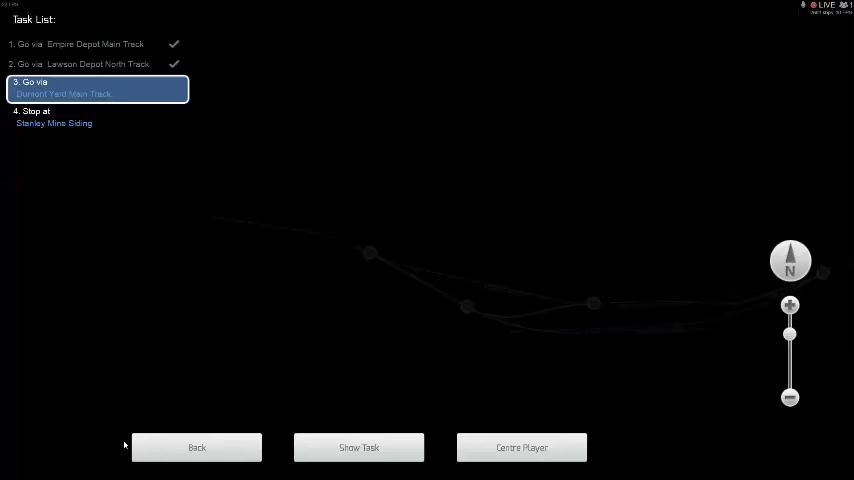 LIVE 1
Task List:
1. Go via Empire Depot Main Track
2. Go via Lawson Depot North Track
3. Go via
Dumont Yard Main Track
4. Stop at
Stanley Mine Siding
N
Back
Show Task
Centre Player